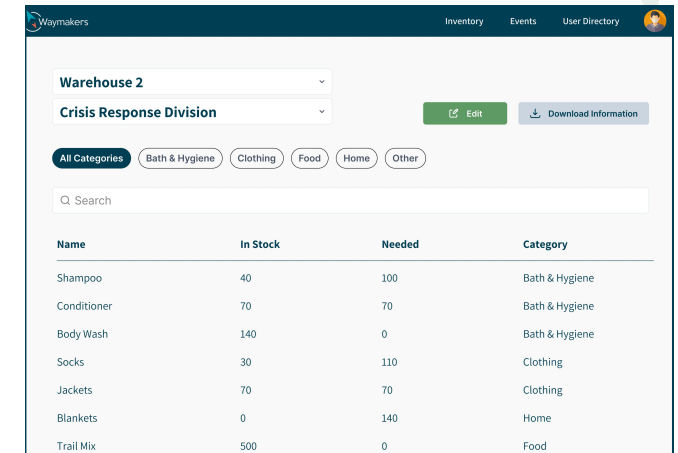 Waymakers Inventory Events User Directory
Warehouse 2
Crisis Response Division
Edit Download Information
All Categories Bath & Hygiene Clothing Food Home Other
Search
Name In Stock Needed Category
Shampoo 40 100 Bath & Hygiene
Conditioner 70 70 Bath & Hygiene
Body Wash 140 0 Bath & Hygiene
Socks 30 110 Clothing
Jackets 70 70 Clothing
Blankets 0 140 Home
Trail Mix 500 0 Food